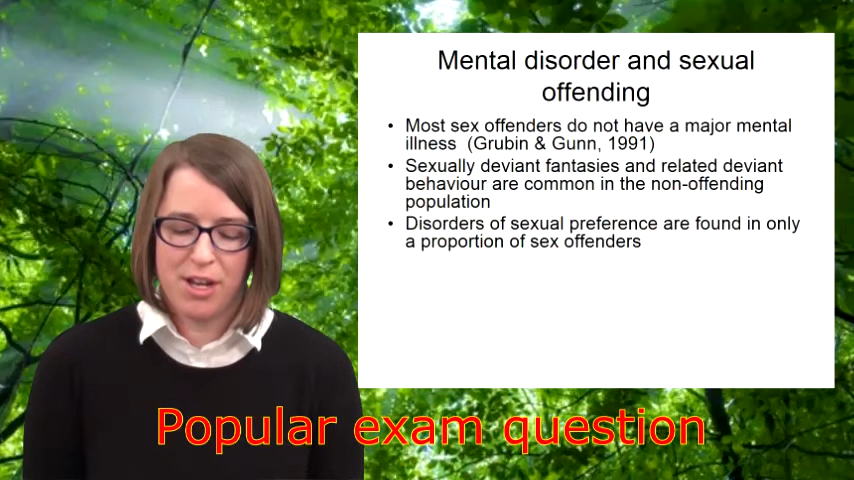 Mental disorder and sexual
offending
• Most sex offenders do not have a major mental
illness (Grubin & Gunn, 1991)
• Sexually deviant fantasies and related deviant
behaviour are common in the non-offending
population
• Disorders of sexual preference are found in only
a proportion of sex offenders
Popular exam question